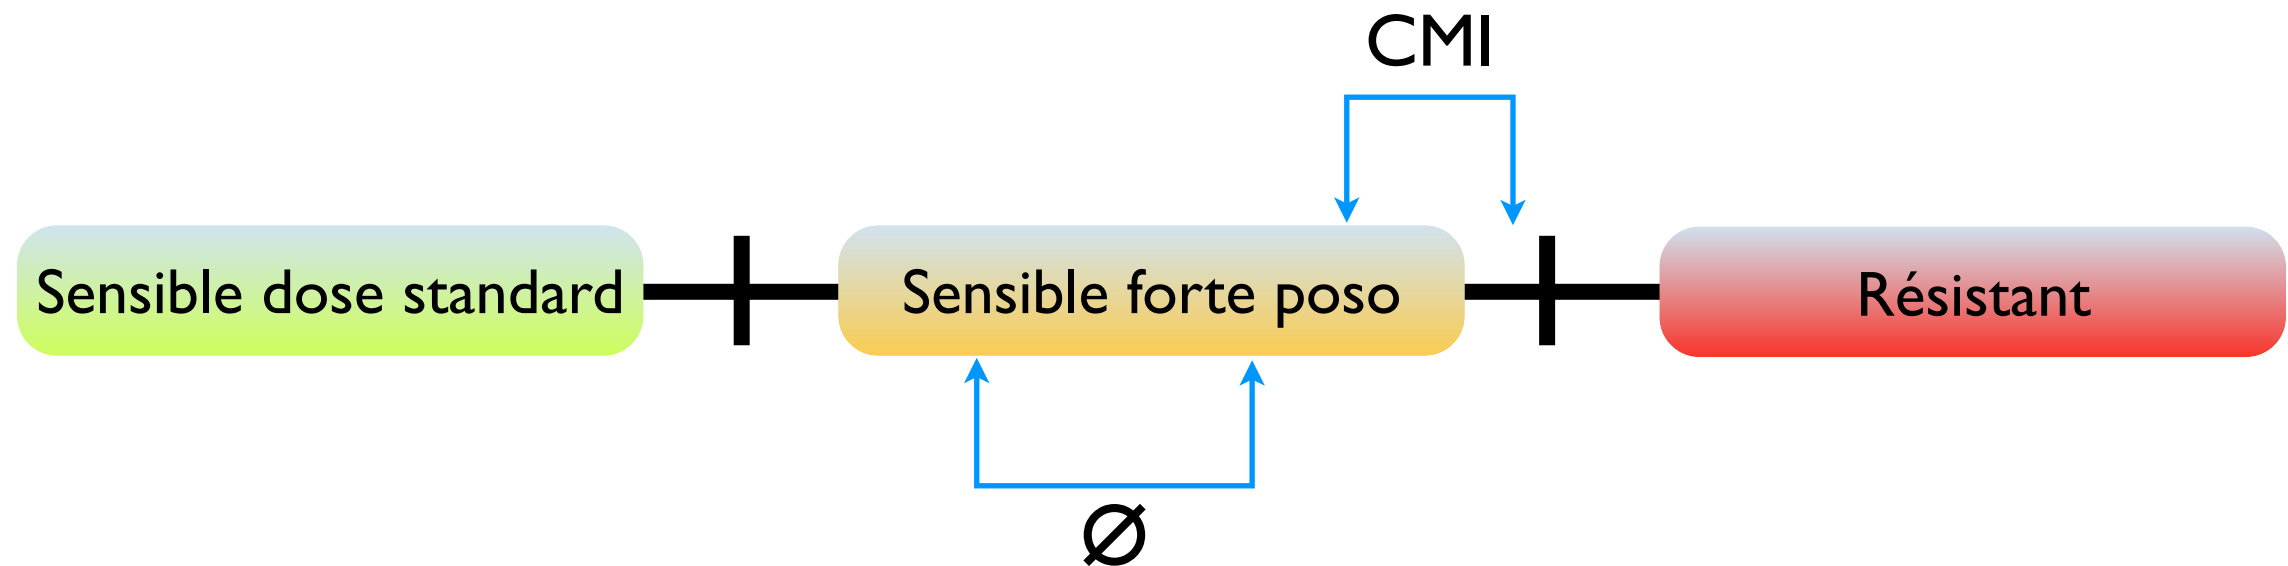 CMI
Sensible dose standard
Sensible forte poso
Résistant
Ø